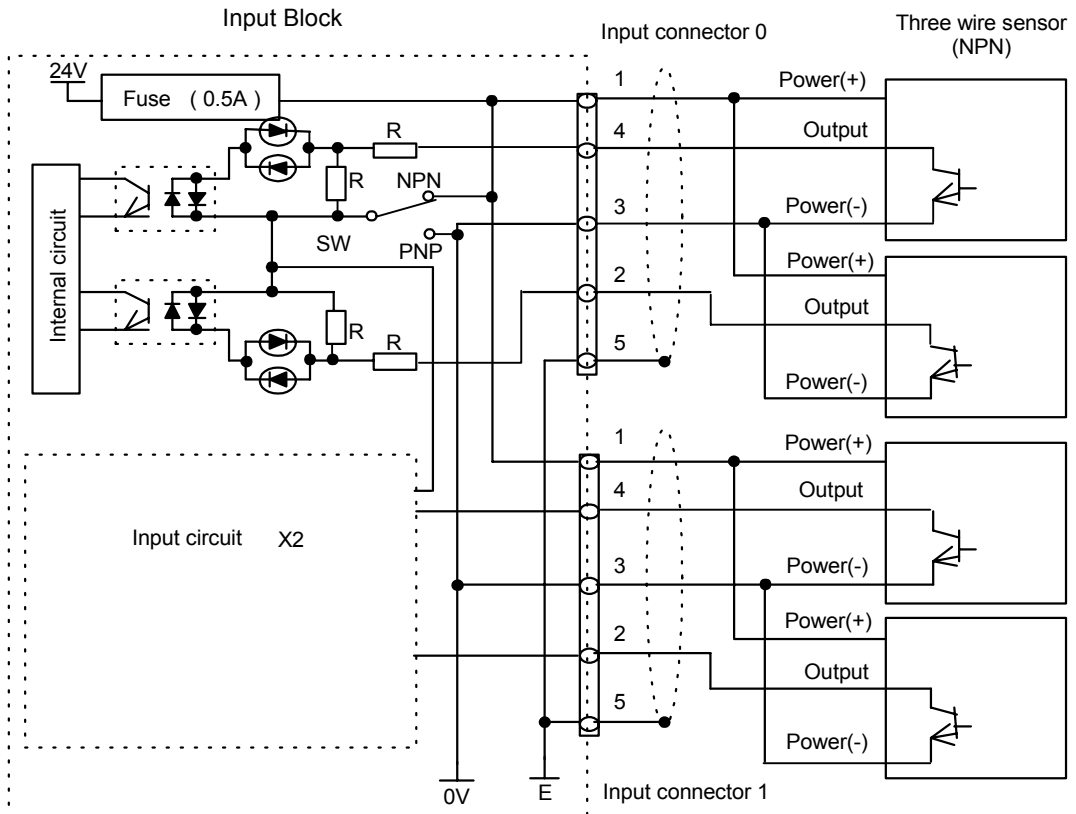 Input Block
Input connector 0
Three wire sensor
(NPN)
24V
Fuse ( 0.5A )
1
Power(+)
R
4
Output
R
NPN
3
Power(-)
SW
PNP
Internal circuit
2
Power(+)
Output
R
R
5
Power(-)
1
Power(+)
4
Output
Input circuit X2
3
Power(-)
2
Power(+)
Output
5
Power(-)
0V
E
Input connector 1